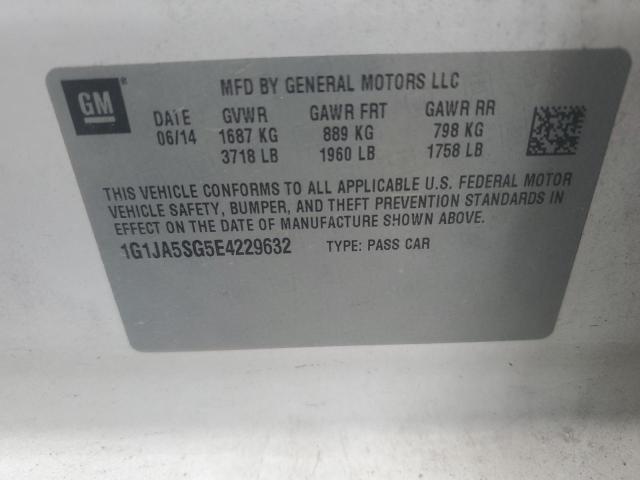 GM®
MFD BY GENERAL MOTORS LLC
DATE GVWR GAWR FRT GAWR RR
06/14 1687 KG 889 KG 798 KG
3718 LB 1960 LB 1758 LB
THIS VEHICLE CONFORMS TO ALL APPLICABLE U.S. FEDERAL MOTOR
VEHICLE SAFETY, BUMPER, AND THEFT PREVENTION STANDARDS IN
EFFECT ON THE DATE OF MANUFACTURE SHOWN ABOVE.
1G1JA5SG5E4229632 TYPE: PASS CAR